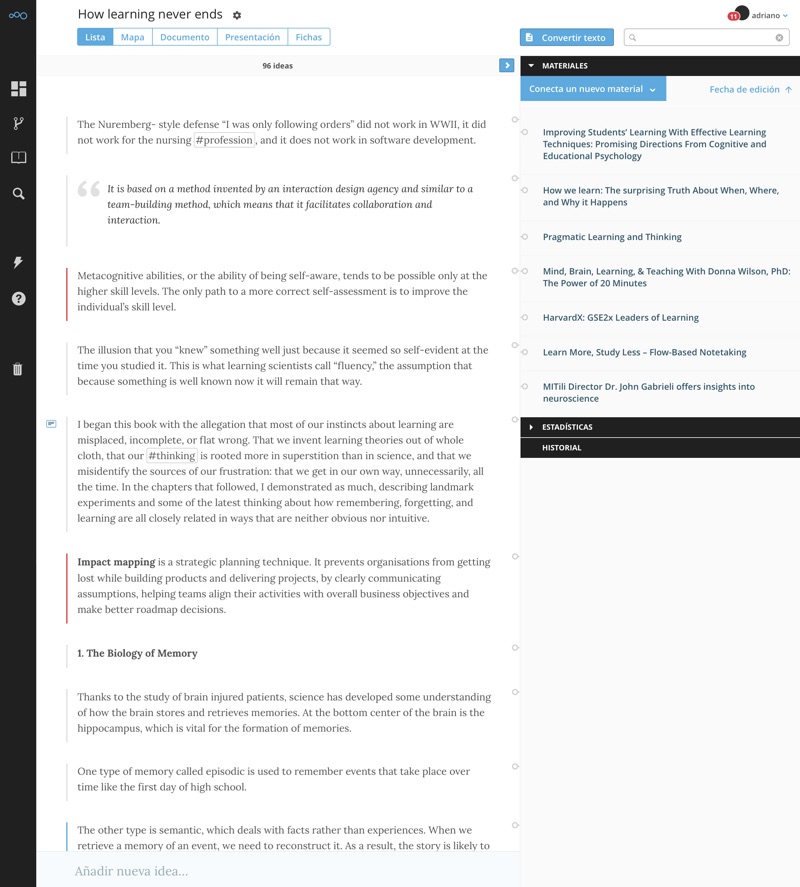 How learning never ends
11
adriano
Lista
Mapa
Documento
Presentación
Fichas
Convertir texto
96 ideas
The Nuremberg- style defense “I was only following orders” did not work in WWII, it did
not work for the nursing #profession, and it does not work in software development.
It is based on a method invented by an interaction design agency and similar to a
team-building method, which means that it facilitates collaboration and
interaction.
Metacognitive abilities, or the ability of being self-aware, tends to be possible only at the
higher skill levels. The only path to a more correct self-assessment is to improve the
individual’s skill level.
The illusion that you “knew” something well just because it seemed so self-evident at the
time you studied it. This is what learning scientists call “fluency,” the assumption that
because something is well known now it will remain that way.
I began this book with the allegation that most of our instincts about learning are
misplaced, incomplete, or flat wrong. That we invent learning theories out of whole
cloth, that our #thinking is rooted more in superstition than in science, and that we
misidentify the sources of our frustration: that we get in our own way, unnecessarily, all
the time. In the chapters that followed, I demonstrated as much, describing landmark
experiments and some of the latest thinking about how remembering, forgetting, and
learning are all closely related in ways that are neither obvious nor intuitive.
Impact mapping is a strategic planning technique. It prevents organisations from getting
lost while building products and delivering projects, by clearly communicating
assumptions, helping teams align their activities with overall business objectives and
make better roadmap decisions.
1. The Biology of Memory
Thanks to the study of brain injured patients, science has developed some understanding
of how the brain stores and retrieves memories. At the bottom center of the brain is the
hippocampus, which is vital for the formation of memories.
One type of memory called episodic is used to remember events that take place over
time like the first day of high school.
The other type is semantic, which deals with facts rather than experiences. When we
retrieve a memory of an event, we need to reconstruct it. As a result, the story is likely to
Añadir nueva idea...
MATERIALES
Conecta un nuevo material
Fecha de edición
Improving Students’ Learning With Effective Learning
Techniques: Promising Directions From Cognitive and
Educational Psychology
How we learn: The surprising Truth About When, Where,
and Why it Happens
Pragmatic Learning and Thinking
Mind, Brain, Learning, & Teaching With Donna Wilson, PhD:
The Power of 20 Minutes
HarvardX: GSE2x Leaders of Learning
Learn More, Study Less – Flow-Based Notetaking
MITili Director Dr. John Gabrieli offers insights into
neuroscience
ESTADÍSTICAS
HISTORIAL